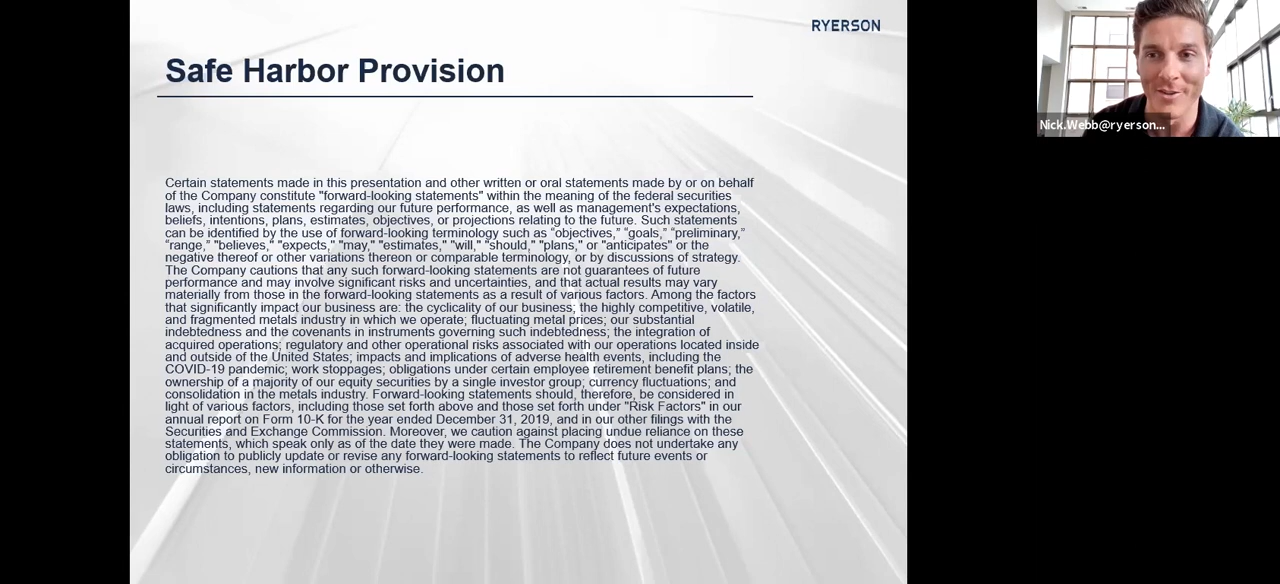 RYERSON
Safe Harbor Provision
Certain statements made in this presentation and other written or oral statements made by or on behalf
of the Company constitute "forward-looking statements" within the meaning of the federal securities
laws, including statements regarding our future performance, as well as management's expectations,
beliefs, intentions, plans, estimates, objectives, or projections relating to the future. Such statements
can be identified by the use of forward-looking terminology such as “objectives,” “goals,” “preliminary,”
“range,” "believes," "expects," "may," "estimates," "will," "should," "plans," or "anticipates" or the
negative thereof or other variations thereon or comparable terminology, or by discussions of strategy.
The Company cautions that any such forward-looking statements are not guarantees of future
performance and may involve significant risks and uncertainties, and that actual results may vary
materially from those in the forward-looking statements as a result of various factors. Among the factors
that significantly impact our business are: the cyclicality of our business; the highly competitive, volatile,
and fragmented metals industry in which we operate; fluctuating metal prices; our substantial
indebtedness and the covenants in instruments governing such indebtedness; the integration of
acquired operations; regulatory and other operational risks associated with our operations located inside
and outside of the United States; impacts and implications of adverse health events, including the
COVID-19 pandemic; work stoppages; obligations under certain employee retirement benefit plans; the
ownership of a majority of our equity securities by a single investor group; currency fluctuations; and
consolidation in the metals industry. Forward-looking statements should, therefore, be considered in
light of various factors, including those set forth above and those set forth under "Risk Factors" in our
annual report on Form 10-K for the year ended December 31, 2019, and in our other filings with the
Securities and Exchange Commission. Moreover, we caution against placing undue reliance on these
statements, which speak only as of the date they were made. The Company does not undertake any
obligation to publicly update or revise any forward-looking statements to reflect future events or
circumstances, new information or otherwise.
Nick.Webb@ryerson...